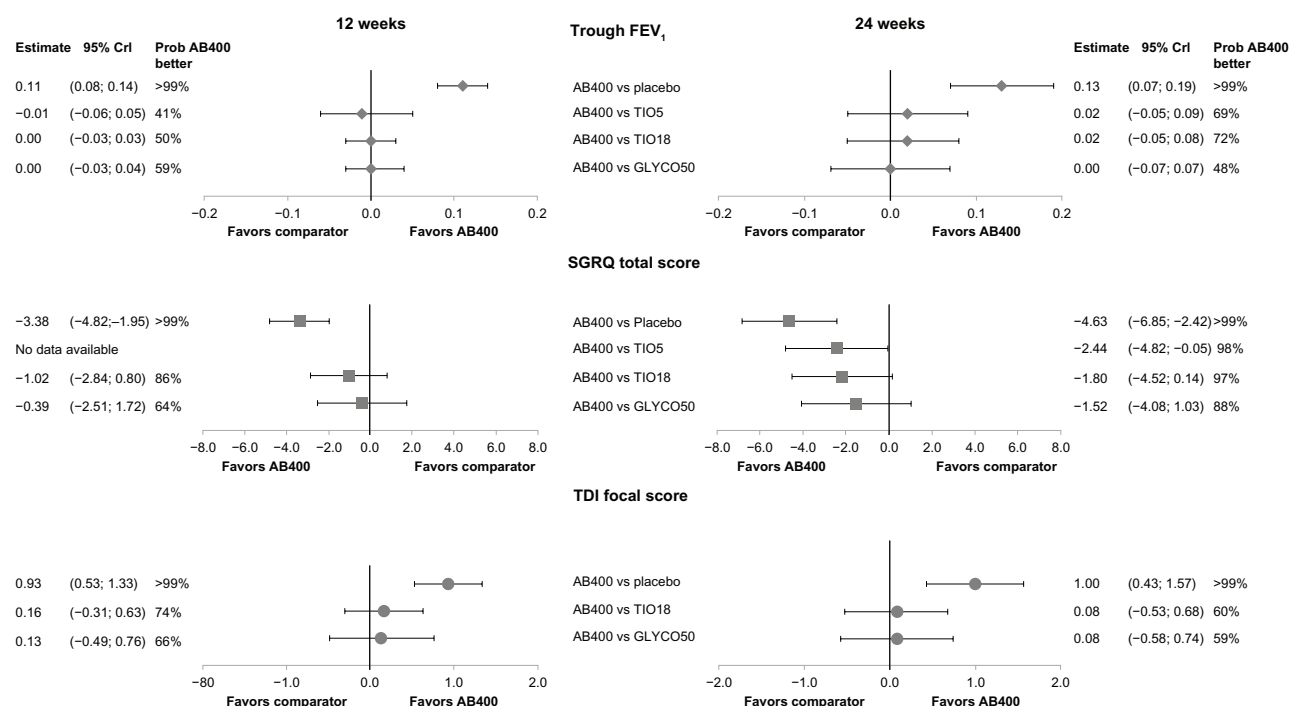 12 weeks
Trough FEV1
24 weeks
Estimate 95% CrI Prob AB400 better
Estimate 95% CrI Prob AB400 better
0.11 (0.08; 0.14) >99%
AB400 vs placebo
0.13 (0.07; 0.19) >99%
−0.01 (−0.06; 0.05) 41%
AB400 vs TIO5
0.02 (−0.05; 0.09) 69%
0.00 (−0.03; 0.03) 50%
AB400 vs TIO18
0.02 (−0.05; 0.08) 72%
0.00 (−0.03; 0.04) 59%
AB400 vs GLYCO50
0.00 (−0.07; 0.07) 48%
−0.2 −0.1 0.0 0.1 0.2
−0.2 −0.1 0.0 0.1 0.2
Favors comparator Favors AB400
Favors comparator Favors AB400
SGRQ total score
−3.38 (−4.82;–1.95) >99%
AB400 vs Placebo
−4.63 (−6.85; −2.42) >99%
No data available
AB400 vs TIO5
−2.44 (−4.82; −0.05) 98%
−1.02 (−2.84; 0.80) 86%
AB400 vs TIO18
−1.80 (−4.52; 0.14) 97%
−0.39 (−2.51; 1.72) 64%
AB400 vs GLYCO50
−1.52 (−4.08; 1.03) 88%
−8.0 −6.0 −4.0 −2.0 0.0 2.0 4.0 6.0 8.0
−8.0 −6.0 −4.0 −2.0 0.0 2.0 4.0 6.0 8.0
Favors AB400 Favors comparator
Favors AB400 Favors comparator
TDI focal score
0.93 (0.53; 1.33) >99%
AB400 vs placebo
1.00 (0.43; 1.57) >99%
0.16 (−0.31; 0.63) 74%
AB400 vs TIO18
0.08 (−0.53; 0.68) 60%
0.13 (−0.49; 0.76) 66%
AB400 vs GLYCO50
0.08 (−0.58; 0.74) 59%
−80 −1.0 0.0 1.0 2.0
−2.0 −1.0 0.0 1.0 2.0
Favors comparator Favors AB400
Favors comparator Favors AB400